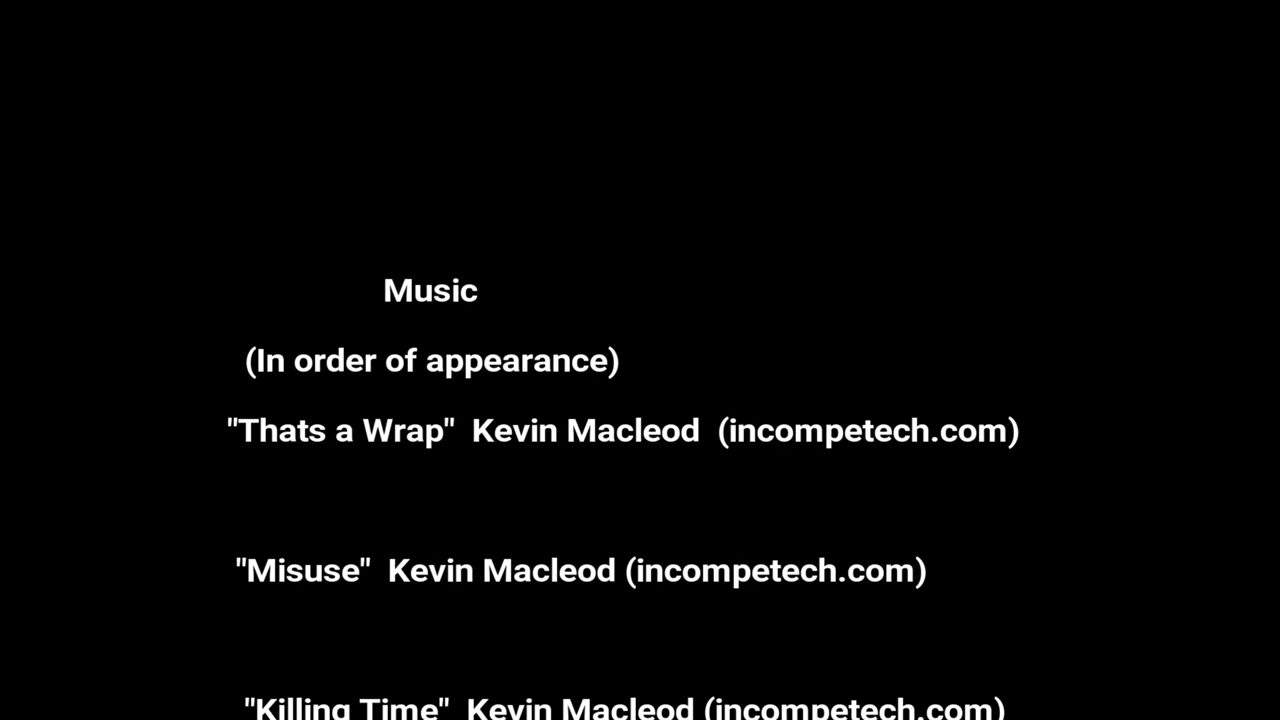 Music
(In order of appearance)
"Thats a Wrap"  Kevin Macleod  (incompetech.com)
"Misuse"  Kevin Macleod (incompetech.com)
"Killing Time"  Kevin Macleod (incompetech.com)